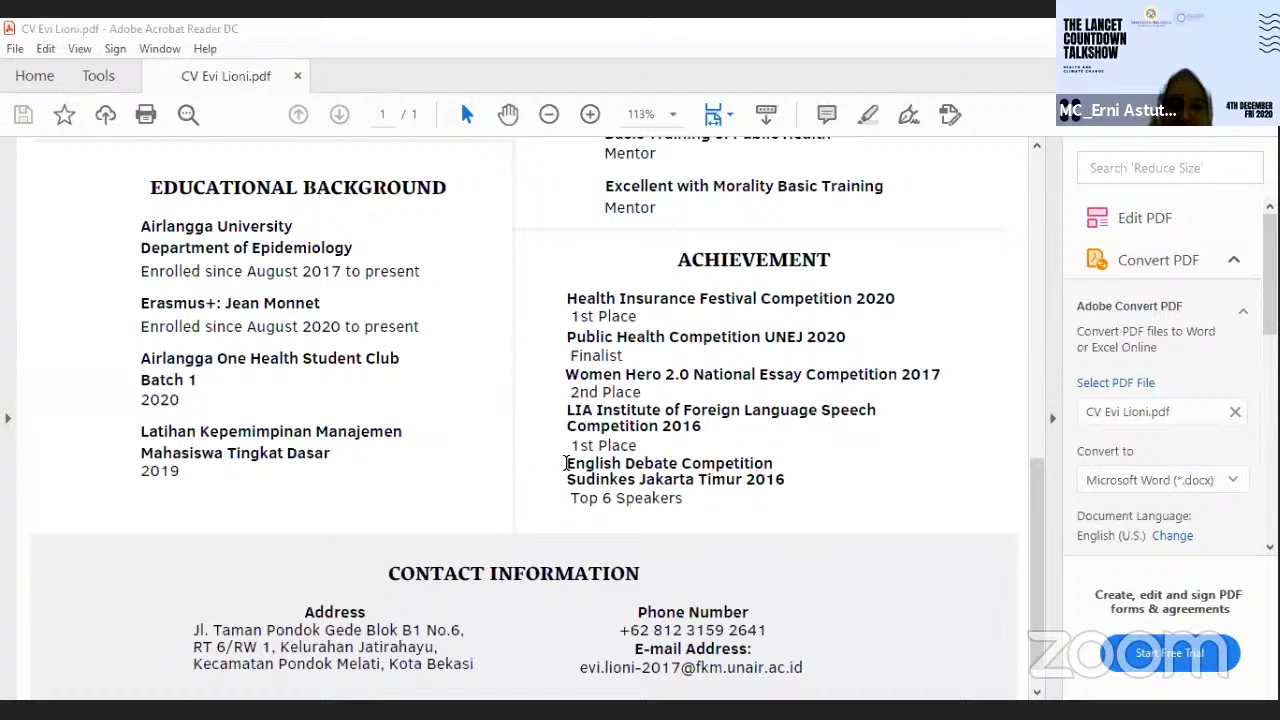 CV Evi Lioni.pdf - Adobe Acrobat Reader DC
File Edit View Sign Window Help
Home Tools CV Evi Lioni.pdf ×
1 / 1 113%
Basic Training of Public Health
Mentor
Excellent with Morality Basic Training
Mentor
EDUCATIONAL BACKGROUND
Airlangga University
Department of Epidemiology
Enrolled since August 2017 to present
Erasmus+: Jean Monnet
Enrolled since August 2020 to present
Airlangga One Health Student Club
Batch 1
2020
Latihan Kepemimpinan Manajemen
Mahasiswa Tingkat Dasar
2019
ACHIEVEMENT
Health Insurance Festival Competition 2020
1st Place
Public Health Competition UNEJ 2020
Finalist
Women Hero 2.0 National Essay Competition 2017
2nd Place
LIA Institute of Foreign Language Speech
Competition 2016
1st Place
English Debate Competition
Sudinkes Jakarta Timur 2016
Top 6 Speakers
CONTACT INFORMATION
Address
Jl. Taman Pondok Gede Blok B1 No.6,
RT 6/RW 1, Kelurahan Jatirahayu,
Kecamatan Pondok Melati, Kota Bekasi
Phone Number
+62 812 3159 2641
E-mail Address:
evi.lioni-2017@fkm.unair.ac.id
THE LANCET
COUNTDOWN
TALKSHOW
HEALTH AND
CLIMATE CHANGE
4TH DECEMBER
FRI 2020
MC_Erni Astut...
Search 'Reduce Size'
Edit PDF
Convert PDF
Adobe Convert PDF
Convert PDF files to Word
or Excel Online
Select PDF File
CV Evi Lioni.pdf
Convert to
Microsoft Word (*.docx)
Document Language:
English (U.S.) Change
Create, edit and sign PDF
forms & agreements
Start Free Trial
zoom